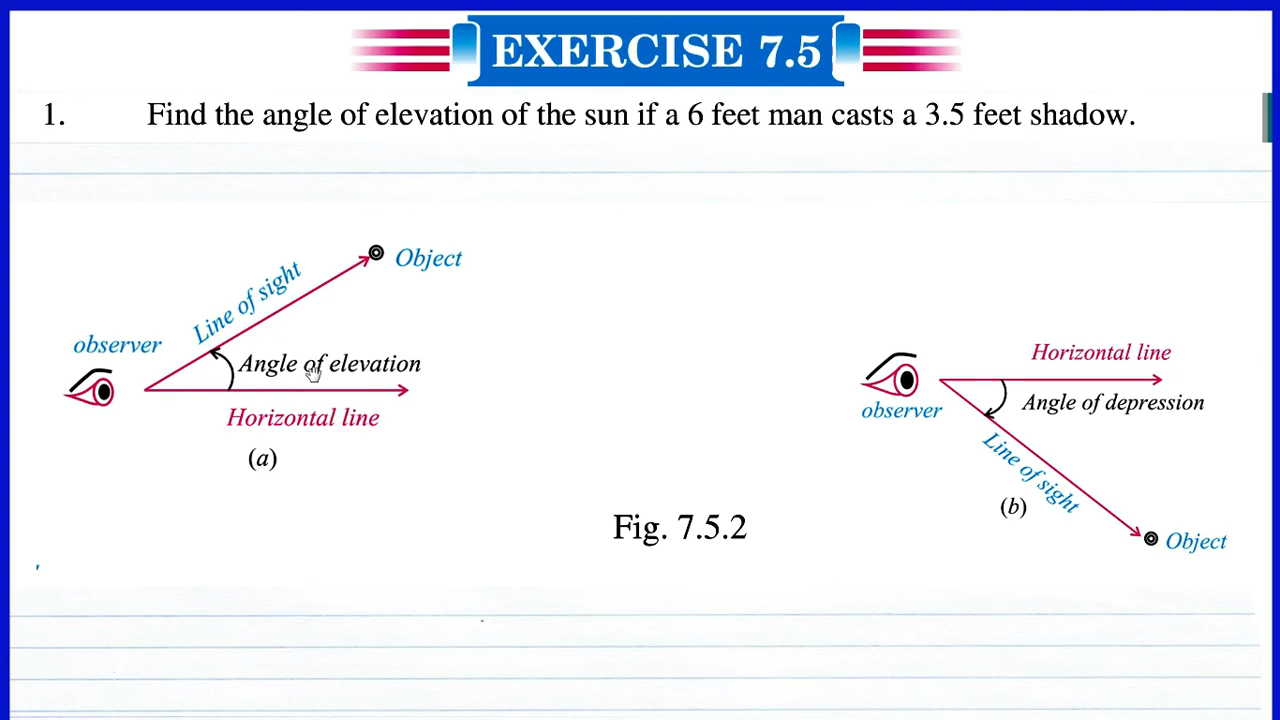 EXERCISE 7.5
1. Find the angle of elevation of the sun if a 6 feet man casts a 3.5 feet shadow.
Object
Line of sight
observer
Angle of elevation
Horizontal line
(a)
Horizontal line
observer
Angle of depression
Line of sight
(b)
Object
Fig. 7.5.2